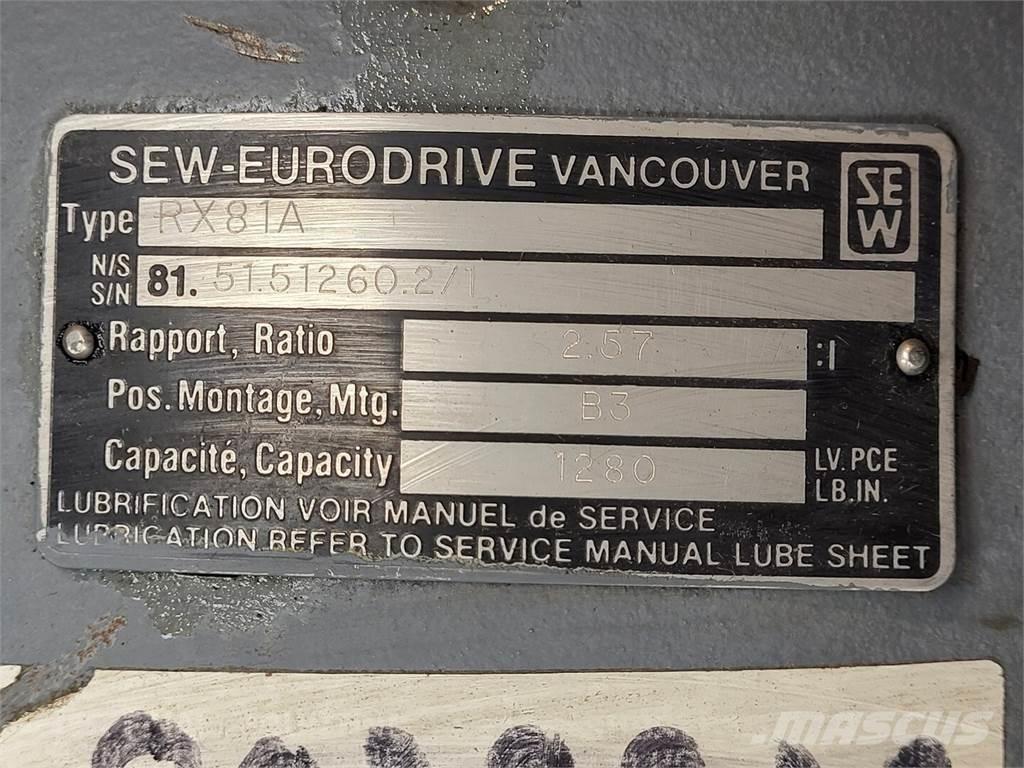 SEW-EURODRIVE VANCOUVER
SE
W
Type RX81A
N/S
S/N 81. 51.51260.2/1
Rapport, Ratio 2.57 :1
Pos. Montage, Mtg. B3
Capacité, Capacity 1280 LV. PCE
LB.IN.
LUBRIFICATION VOIR MANUEL de SERVICE
LUBRICATION REFER TO SERVICE MANUAL LUBE SHEET
MASCUS